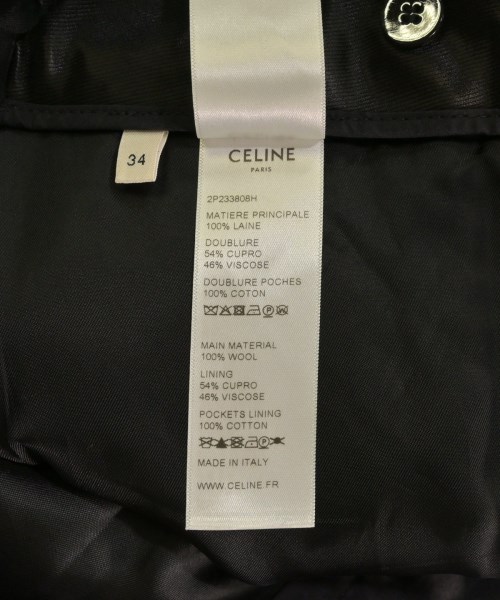 34
CELINE
PARIS
2P233808H
MATIERE PRINCIPALE
100% LAINE
DOUBLURE
54% CUPRO
46% VISCOSE
DOUBLURE POCHES
100% COTON
MAIN MATERIAL
100% WOOL
LINING
54% CUPRO
46% VISCOSE
POCKETS LINING
100% COTTON
MADE IN ITALY
WWW.CELINE.FR